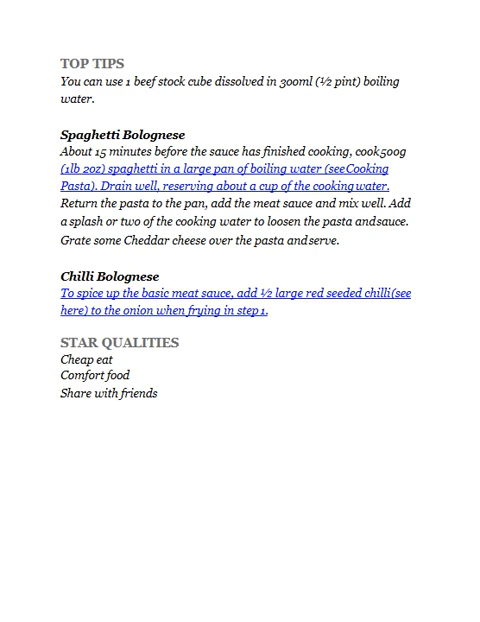 TOP TIPS
You can use 1 beef stock cube dissolved in 300ml (½ pint) boiling
water.
Spaghetti Bolognese
About 15 minutes before the sauce has finished cooking, cook500g
(1lb 2oz) spaghetti in a large pan of boiling water (seeCooking
Pasta). Drain well, reserving about a cup of the cookingwater.
Return the pasta to the pan, add the meat sauce and mix well. Add
a splash or two of the cooking water to loosen the pasta andsauce.
Grate some Cheddar cheese over the pasta andserve.
Chilli Bolognese
To spice up the basic meat sauce, add ½ large red seeded chilli(see
here) to the onion when frying in step1.
STAR QUALITIES
Cheap eat
Comfort food
Share with friends